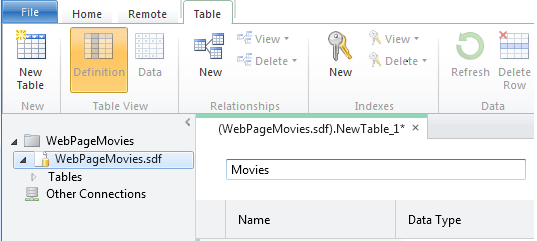 File Home Remote Table
New Table
Definition
Data
New
View
Delete
New
View
Delete
Refresh
Delete Row
New Table View Relationships Indexes Data
WebPageMovies
WebPageMovies.sdf
Tables
Other Connections
(WebPageMovies.sdf).NewTable_1* ×
Movies
Name Data Type